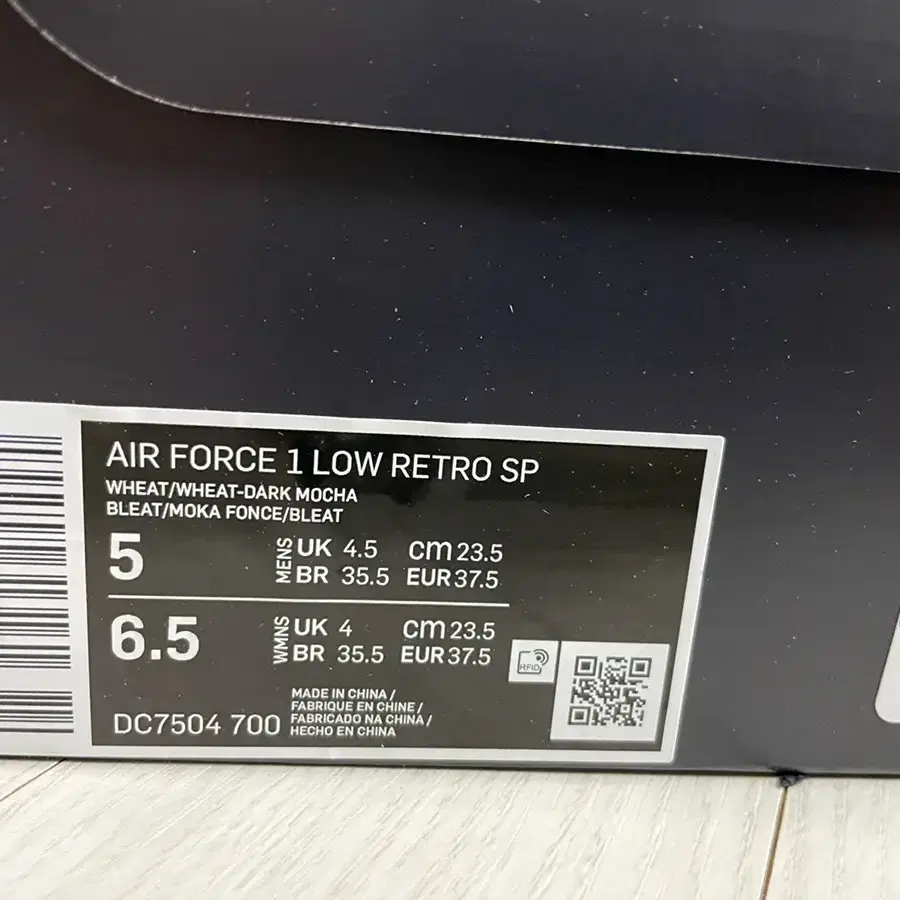 AIR FORCE 1 LOW RETRO SP
WHEAT/WHEAT-DARK MOCHA
BLEAT/MOKA FONCE/BLEAT
5 MENS UK 4.5 cm 23.5
BR 35.5 EUR 37.5
6.5 WMNS UK 4 cm 23.5
BR 35.5 EUR 37.5
RFID
DC7504 700
MADE IN CHINA /
FABRIQUE EN CHINE /
FABRICADO NA CHINA /
HECHO EN CHINA